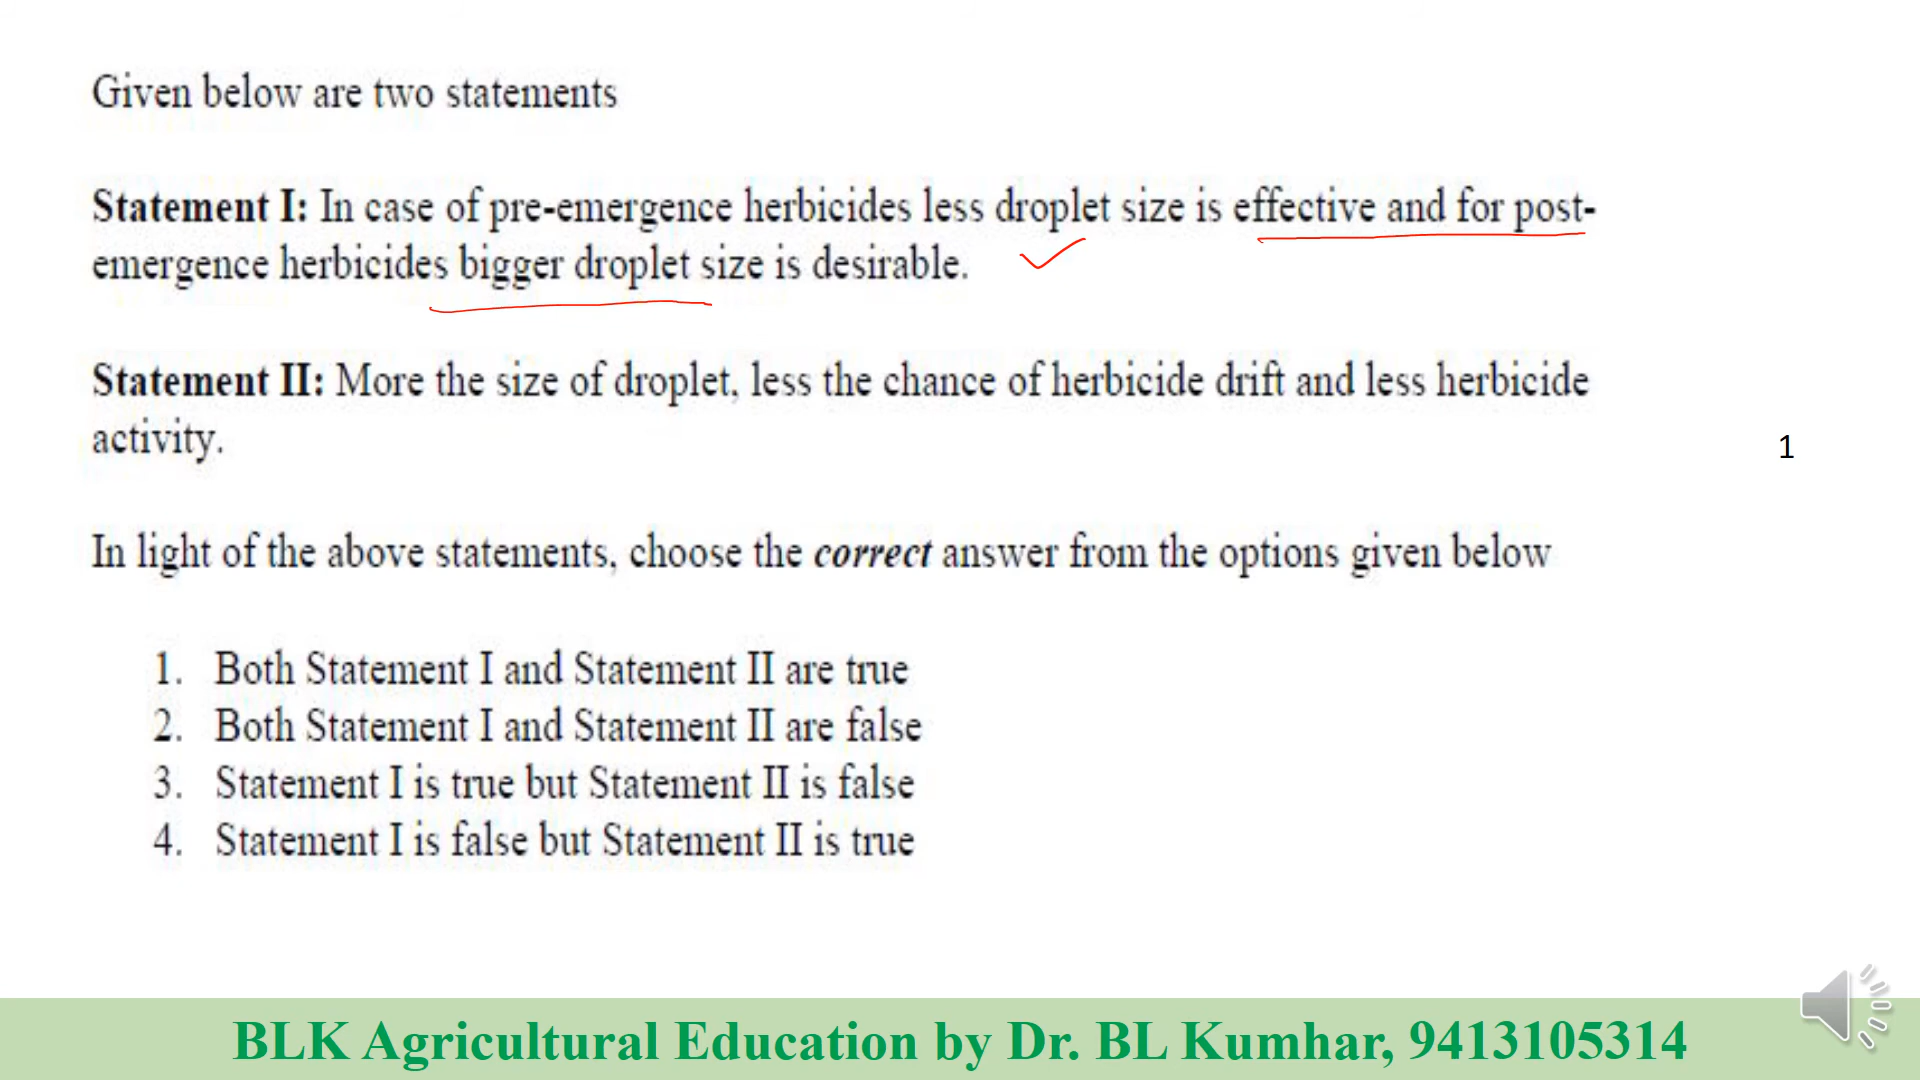 Given below are two statements
Statement I: In case of pre-emergence herbicides less droplet size is effective and for post-
emergence herbicides bigger droplet size is desirable.
Statement II: More the size of droplet, less the chance of herbicide drift and less herbicide
activity.
1
In light of the above statements, choose the correct answer from the options given below
1. Both Statement I and Statement II are true
2. Both Statement I and Statement II are false
3. Statement I is true but Statement II is false
4. Statement I is false but Statement II is true
BLK Agricultural Education by Dr. BL Kumhar, 9413105314